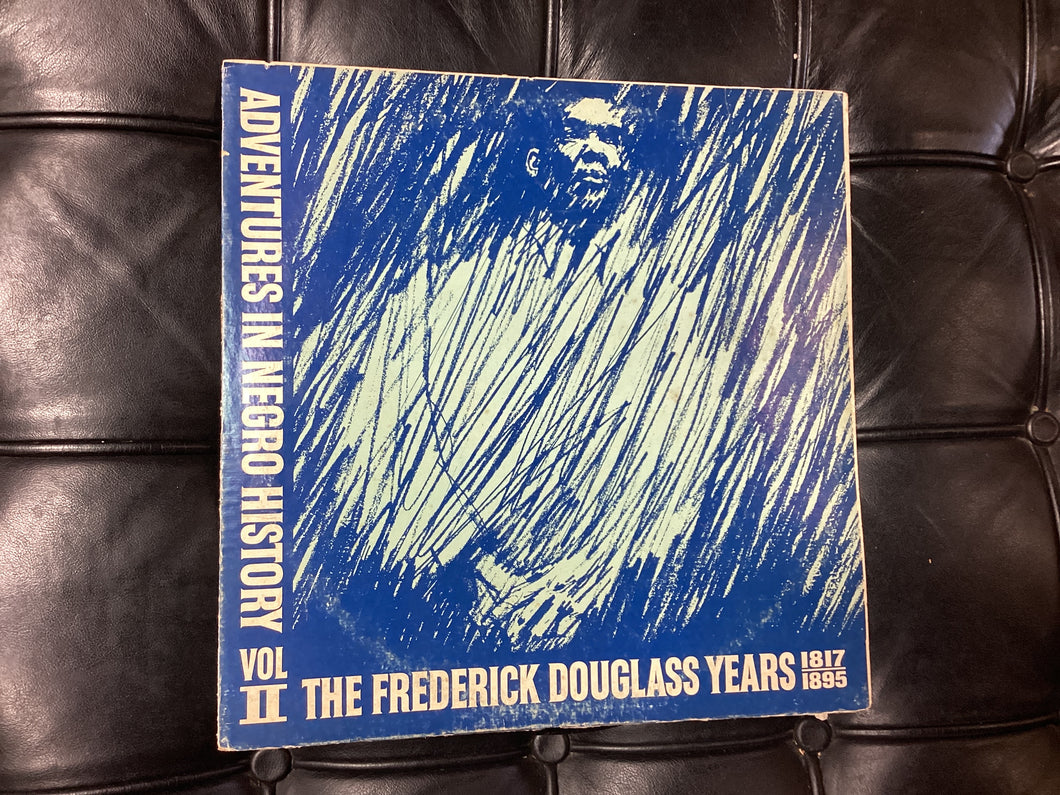 ADVENTURES IN NEGRO HISTORY VOL II
THE FREDERICK DOUGLASS YEARS 1817
1895